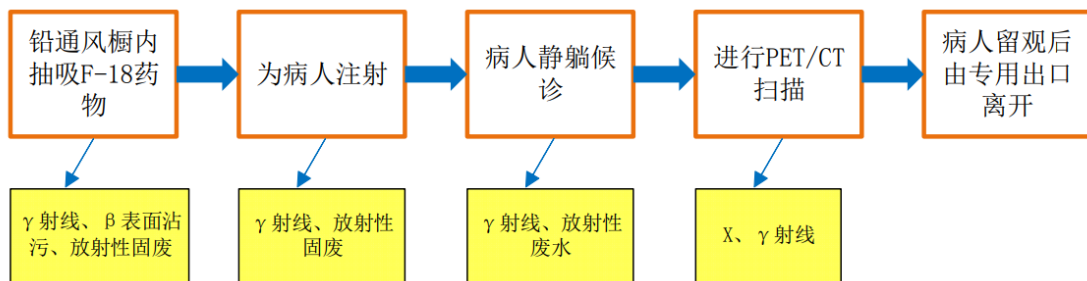 铅通风橱内
抽吸F-18药
物
为病人注射
病人静躺候
诊
进行PET/CT
扫描
病人留观后
由专用出口
离开
γ射线、β表面沾
污、放射性固废
γ射线、放射性
固废
γ射线、放射性
废水
X、γ射线